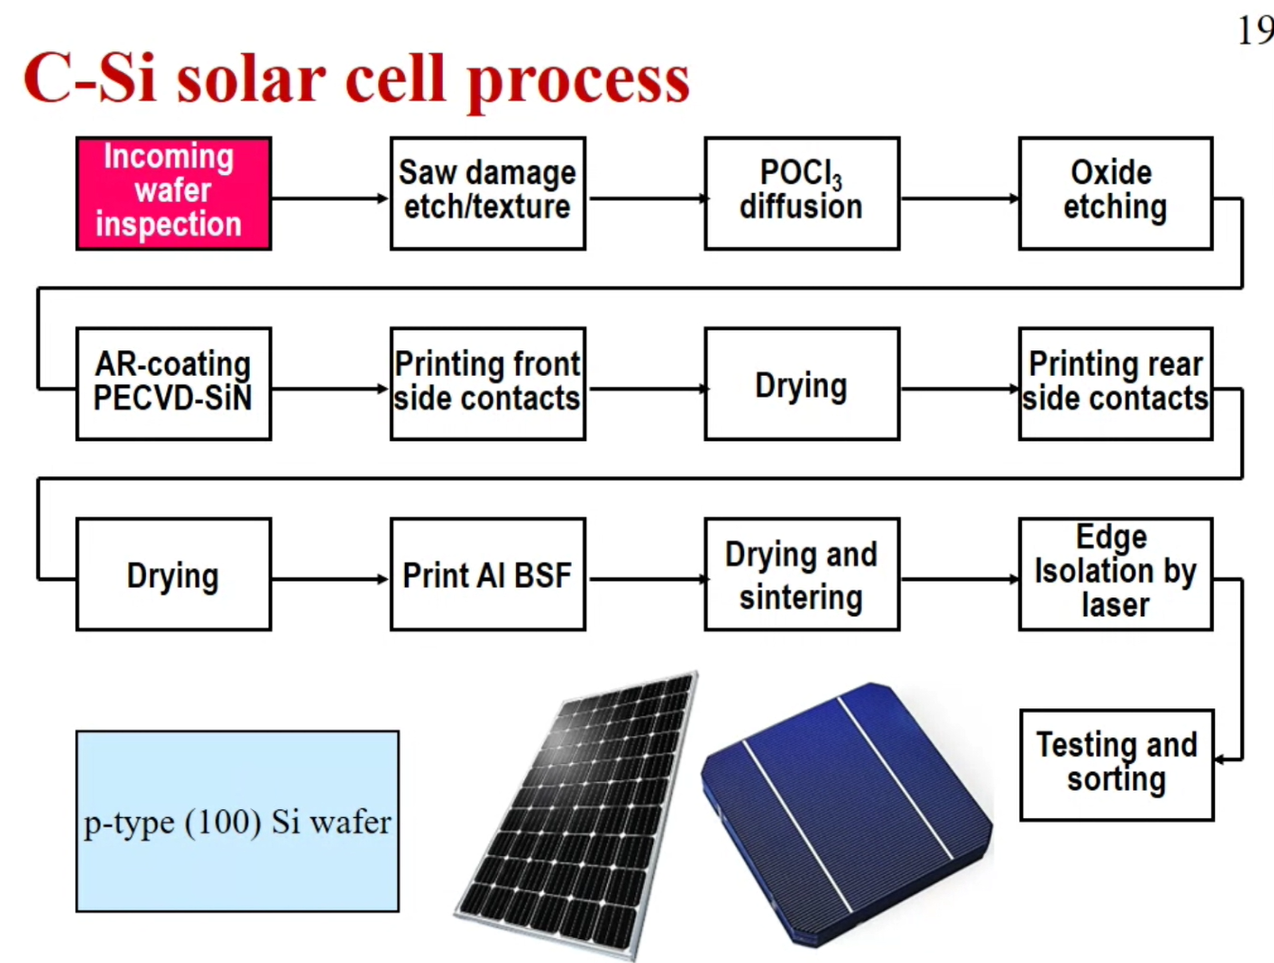 19
C-Si solar cell process
Incoming
wafer
inspection
Saw damage
etch/texture
POCl₃
diffusion
Oxide
etching
AR-coating
PECVD-SiN
Printing front
side contacts
Drying
Printing rear
side contacts
Drying
Print Al BSF
Drying and
sintering
Edge
Isolation by
laser
Testing and
sorting
p-type (100) Si wafer